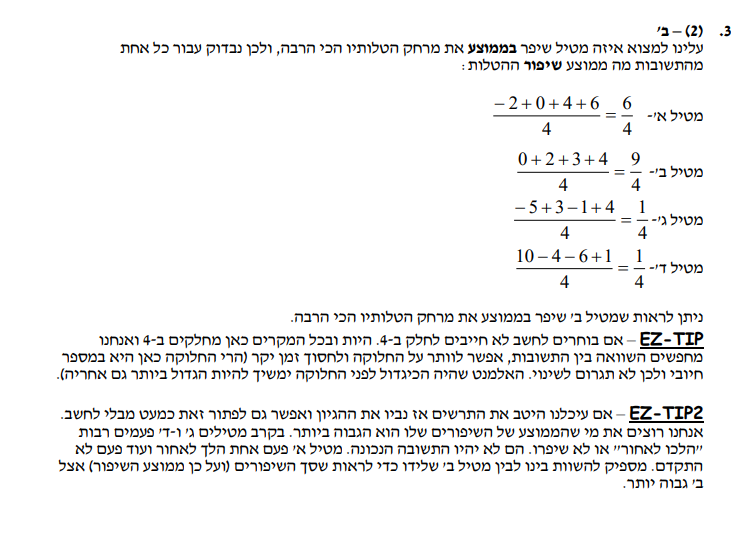 3. (2) – ב'
עלינו למצוא איזה מטיל שיפר בממוצע את מרחק הטלותיו הכי הרבה, ולכן נבדוק עבור כל אחת
מהתשובות מה ממוצע שיפור ההטלות:
מטיל א'- (−2+0+4+6)/4 = 6/4
מטיל ב'- (0+2+3+4)/4 = 9/4
מטיל ג'- (−5+3−1+4)/4 = 1/4
מטיל ד'- (10−4−6+1)/4 = 1/4
ניתן לראות שמטיל ב' שיפר בממוצע את מרחק הטלותיו הכי הרבה.
EZ-TIP – אם בוחרים לחשב לא חייבים לחלק ב-4. היות ובכל המקרים כאן מחלקים ב-4 ואנחנו
מחפשים השוואה בין התשובות, אפשר לוותר על החלוקה ולחסוך זמן יקר (הרי החלוקה כאן היא במספר
חיובי ולכן לא תגרום לשינוי. האלמנט שהיה הכיגדול לפני החלוקה ימשיך להיות הגדול ביותר גם אחריה).
EZ-TIP2 – אם עיכלנו היטב את התרשים אז נביו את ההגיון ואפשר גם לפתור זאת כמעט מבלי לחשב.
אנחנו רוצים את מי שהממוצע של השיפורים שלו הוא הגבוה ביותר. בקרב מטילים ג' ו-ד' פעמים רבות
"הלכו לאחור" או לא שיפרו. הם לא יהיו התשובה הנכונה. מטיל א' פעם אחת הלך לאחור ועוד פעם לא
התקדם. מספיק להשוות בינו לבין מטיל ב' שלידו כדי לראות שסך השיפורים (ועל כן ממוצע השיפור) אצל
ב' גבוה יותר.